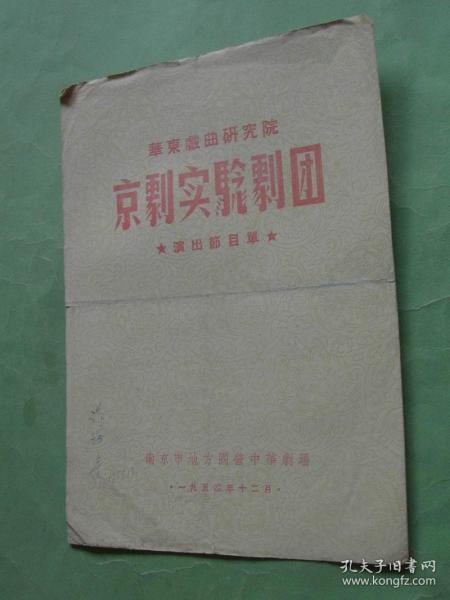 華東戲曲研究院
京劇实驗劇团
★演出節目單★
南京市地方國營中華劇場
·一九五四年十二月·
孔夫子旧书网
www.kongfz.com